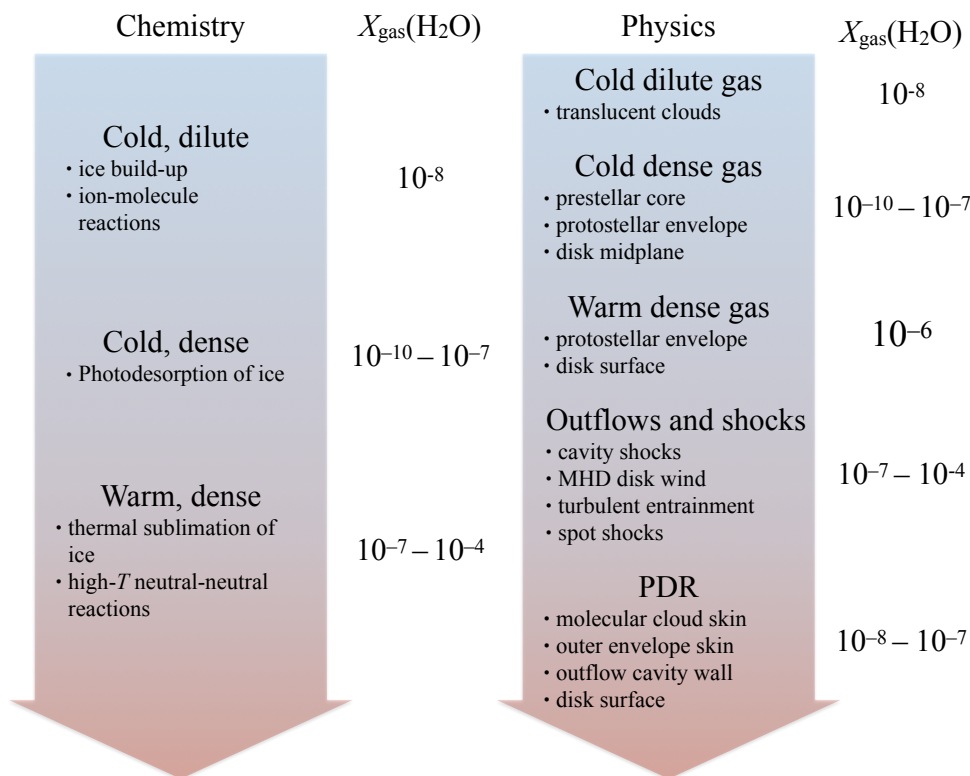 Chemistry
X_gas(H₂O)
Cold, dilute
• ice build-up
• ion-molecule
reactions
10⁻⁸
Cold, dense
• Photodesorption of ice
10⁻¹⁰ – 10⁻⁷
Warm, dense
• thermal sublimation of
ice
• high-T neutral-neutral
reactions
10⁻⁷ – 10⁻⁴
Physics
X_gas(H₂O)
Cold dilute gas
• translucent clouds
10⁻⁸
Cold dense gas
• prestellar core
• protostellar envelope
• disk midplane
10⁻¹⁰ – 10⁻⁷
Warm dense gas
• protostellar envelope
• disk surface
10⁻⁶
Outflows and shocks
• cavity shocks
• MHD disk wind
• turbulent entrainment
• spot shocks
10⁻⁷ – 10⁻⁴
PDR
• molecular cloud skin
• outer envelope skin
• outflow cavity wall
• disk surface
10⁻⁸ – 10⁻⁷